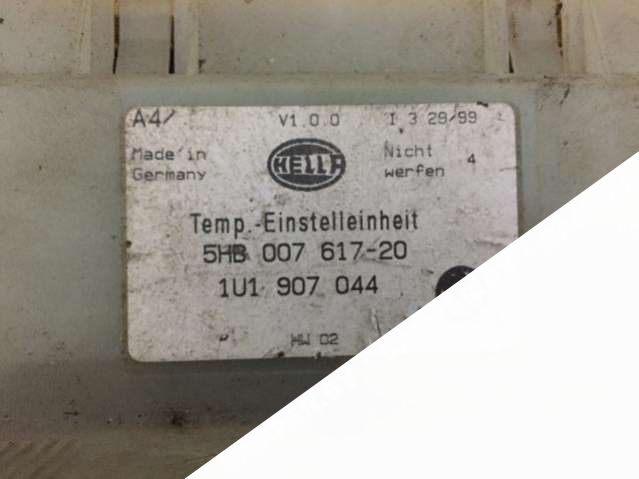 A4/ V1.0.0 I 3 29/99
Made in Germany
HELLA
Nicht werfen 4
Temp.-Einstelleinheit
5HB 007 617-20
1U1 907 044
HW 02